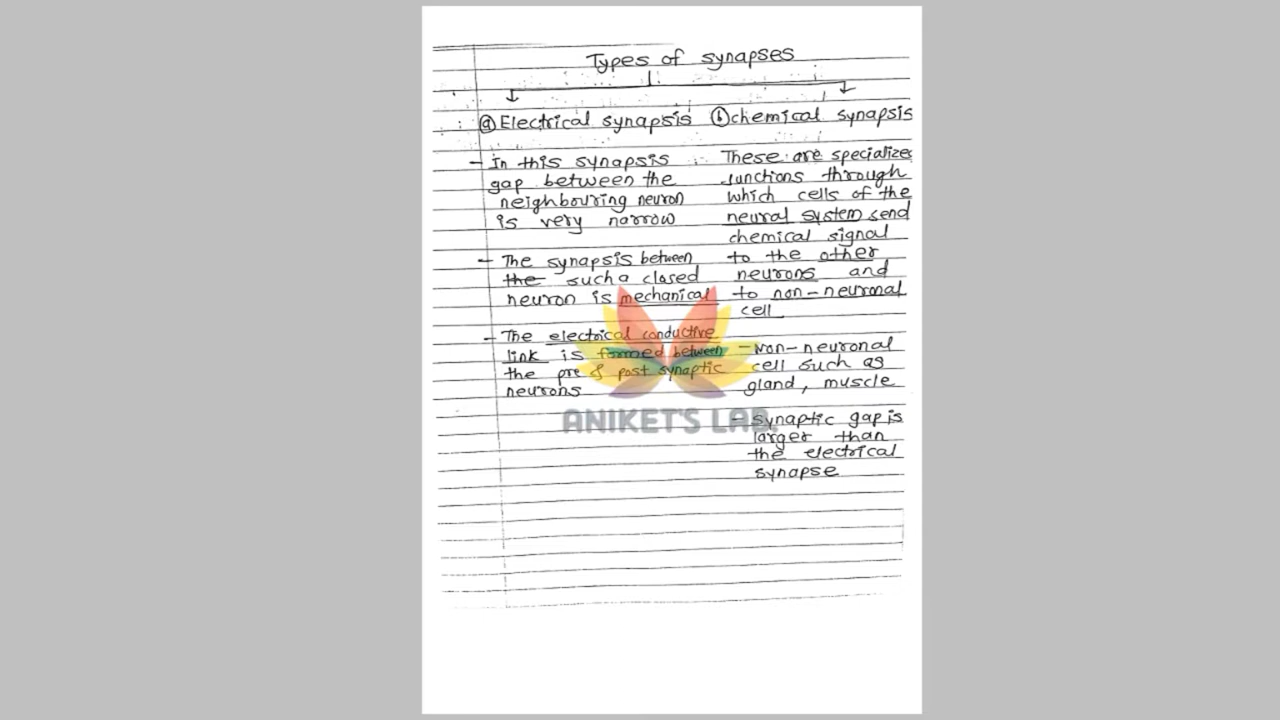 Types of synapses
(a) Electrical synapsis
- In this synapsis
gap between the
neighbouring neuron
is very narrow
- The synapsis between
the such a closed
neuron is mechanical
- The electrical conductive
link is formed between
the pre & post synaptic
neurons
(b) chemical synapsis
These are specialized
Junctions through
which cells of the
neural system send
chemical signal
to the other
neurons and
to non-neuronal
cell
- Non-neuronal
cell such as
gland, muscle
- synaptic gap is
larger than
the electrical
synapse
ANIKETS LAB.